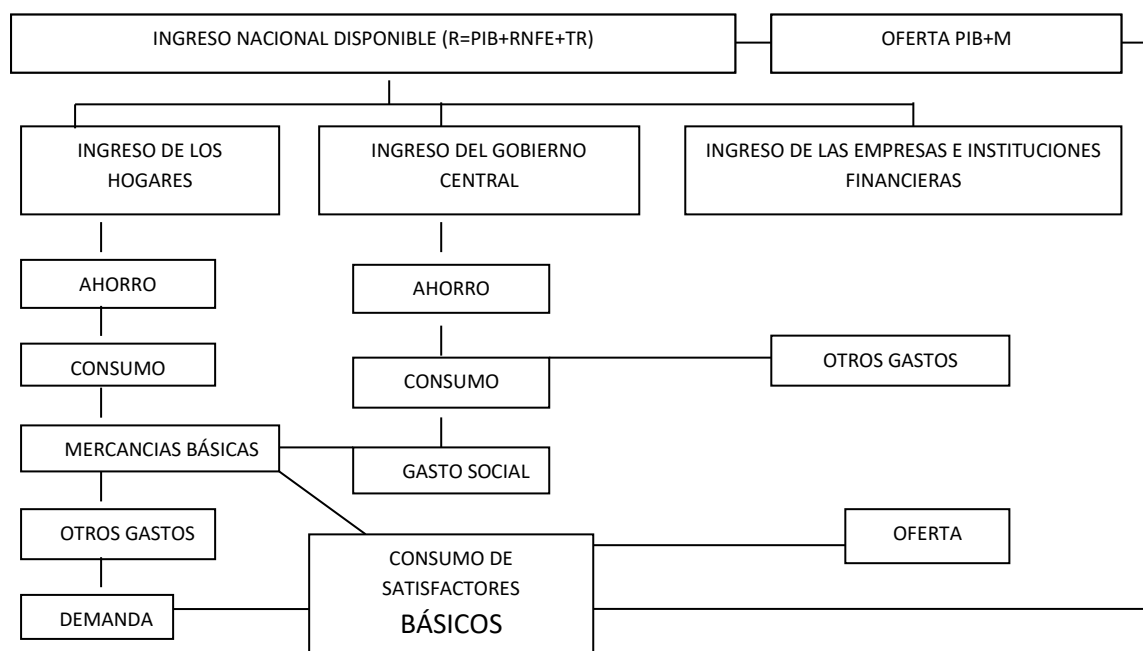 INGRESO NACIONAL DISPONIBLE (R=PIB+RNFE+TR)
OFERTA PIB+M
INGRESO DE LOS
HOGARES
INGRESO DEL GOBIERNO
CENTRAL
INGRESO DE LAS EMPRESAS E INSTITUCIONES
FINANCIERAS
AHORRO
AHORRO
CONSUMO
CONSUMO
OTROS GASTOS
MERCANCIAS BÁSICAS
GASTO SOCIAL
OTROS GASTOS
CONSUMO DE
SATISFACTORES
BÁSICOS
OFERTA
DEMANDA